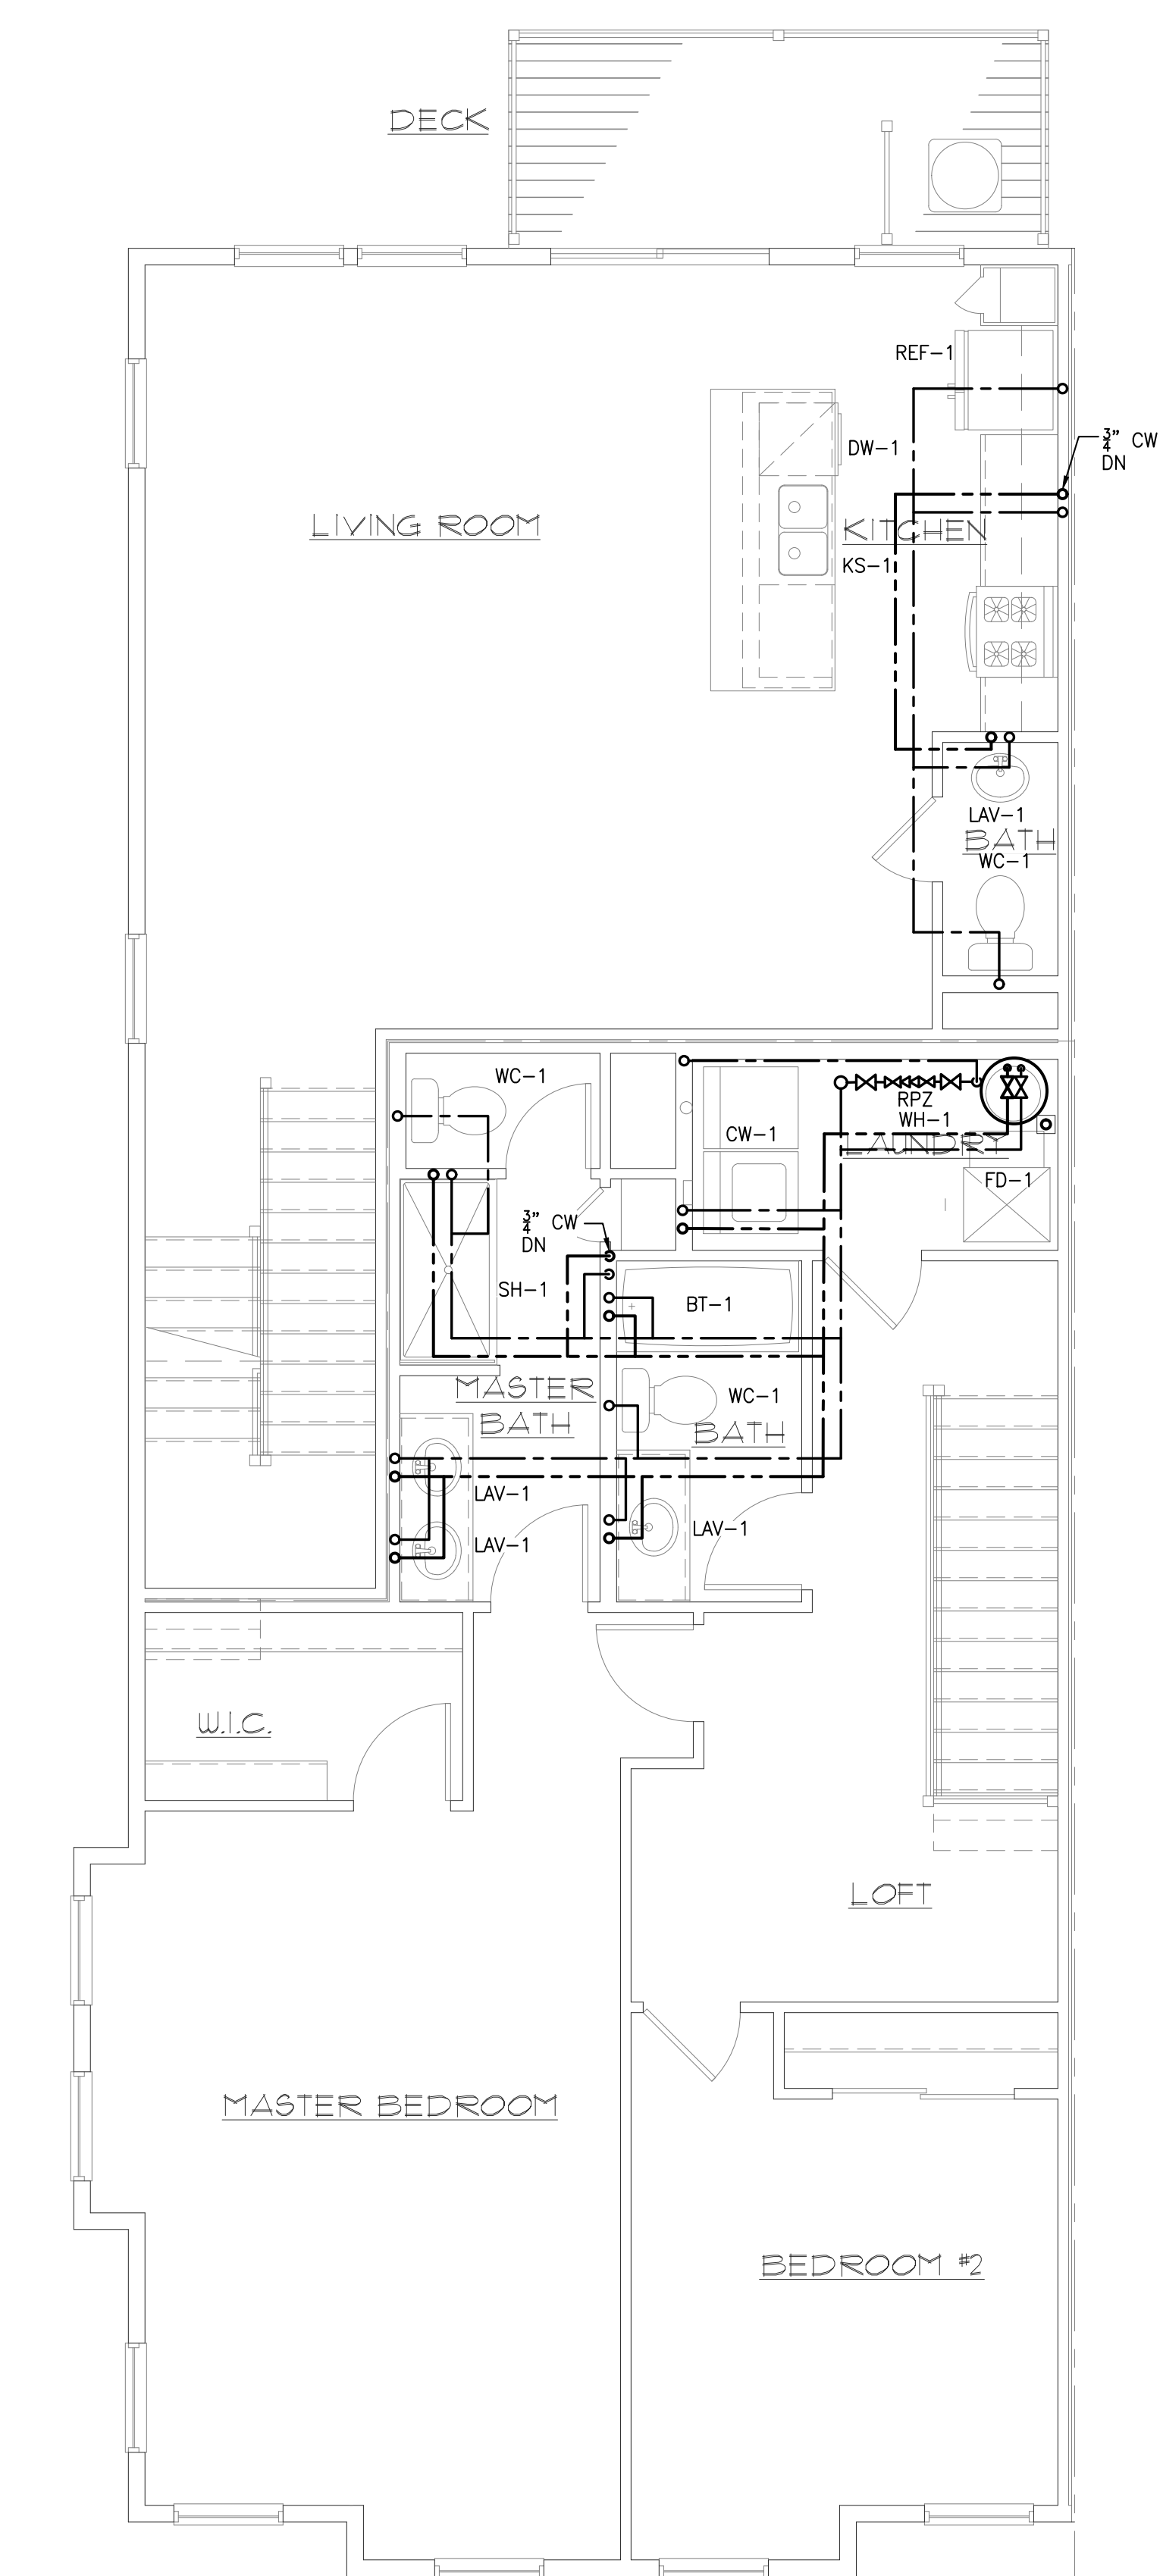 DECK
REF-1
3/4" CW
DN
DW-1
LIVING ROOM
KITCHEN
KS-1
LAV-1
BATH
WC-1
WC-1
RPZ
WH-1
CW-1
LAUNDRY
FD-1
3/4" CW
DN
SH-1
BT-1
MASTER
BATH
WC-1
BATH
LAV-1
LAV-1
LAV-1
W.I.C.
LOFT
MASTER BEDROOM
BEDROOM #2